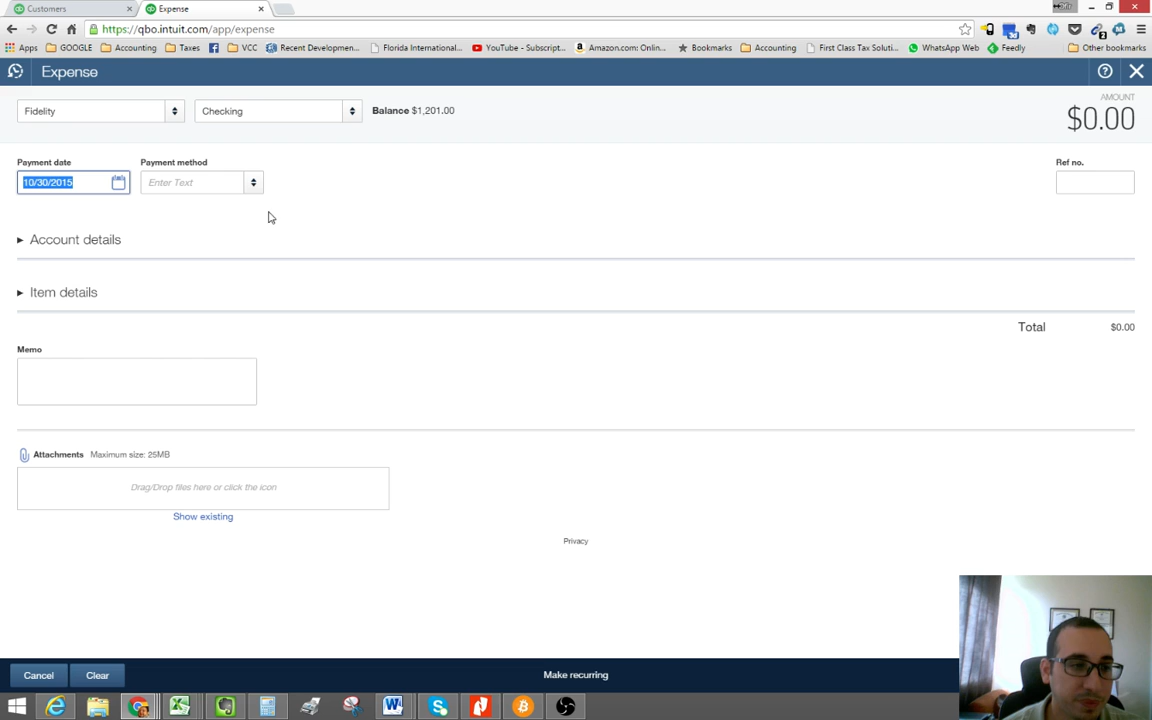 Customers
Expense
https://qbo.intuit.com/app/expense
Apps
GOOGLE
Accounting
Taxes
VCC
Recent Developmen...
Florida International...
YouTube - Subscript...
Amazon.com: Onlin...
Bookmarks
Accounting
First Class Tax Soluti...
WhatsApp Web
Feedly
Other bookmarks
Expense
Fidelity
Checking
Balance $1,201.00
AMOUNT
$0.00
Payment date
Payment method
Ref no.
10/30/2015
Enter Text
Account details
Item details
Total $0.00
Memo
Attachments Maximum size: 25MB
Drag/Drop files here or click the icon
Show existing
Privacy
Cancel
Clear
Make recurring